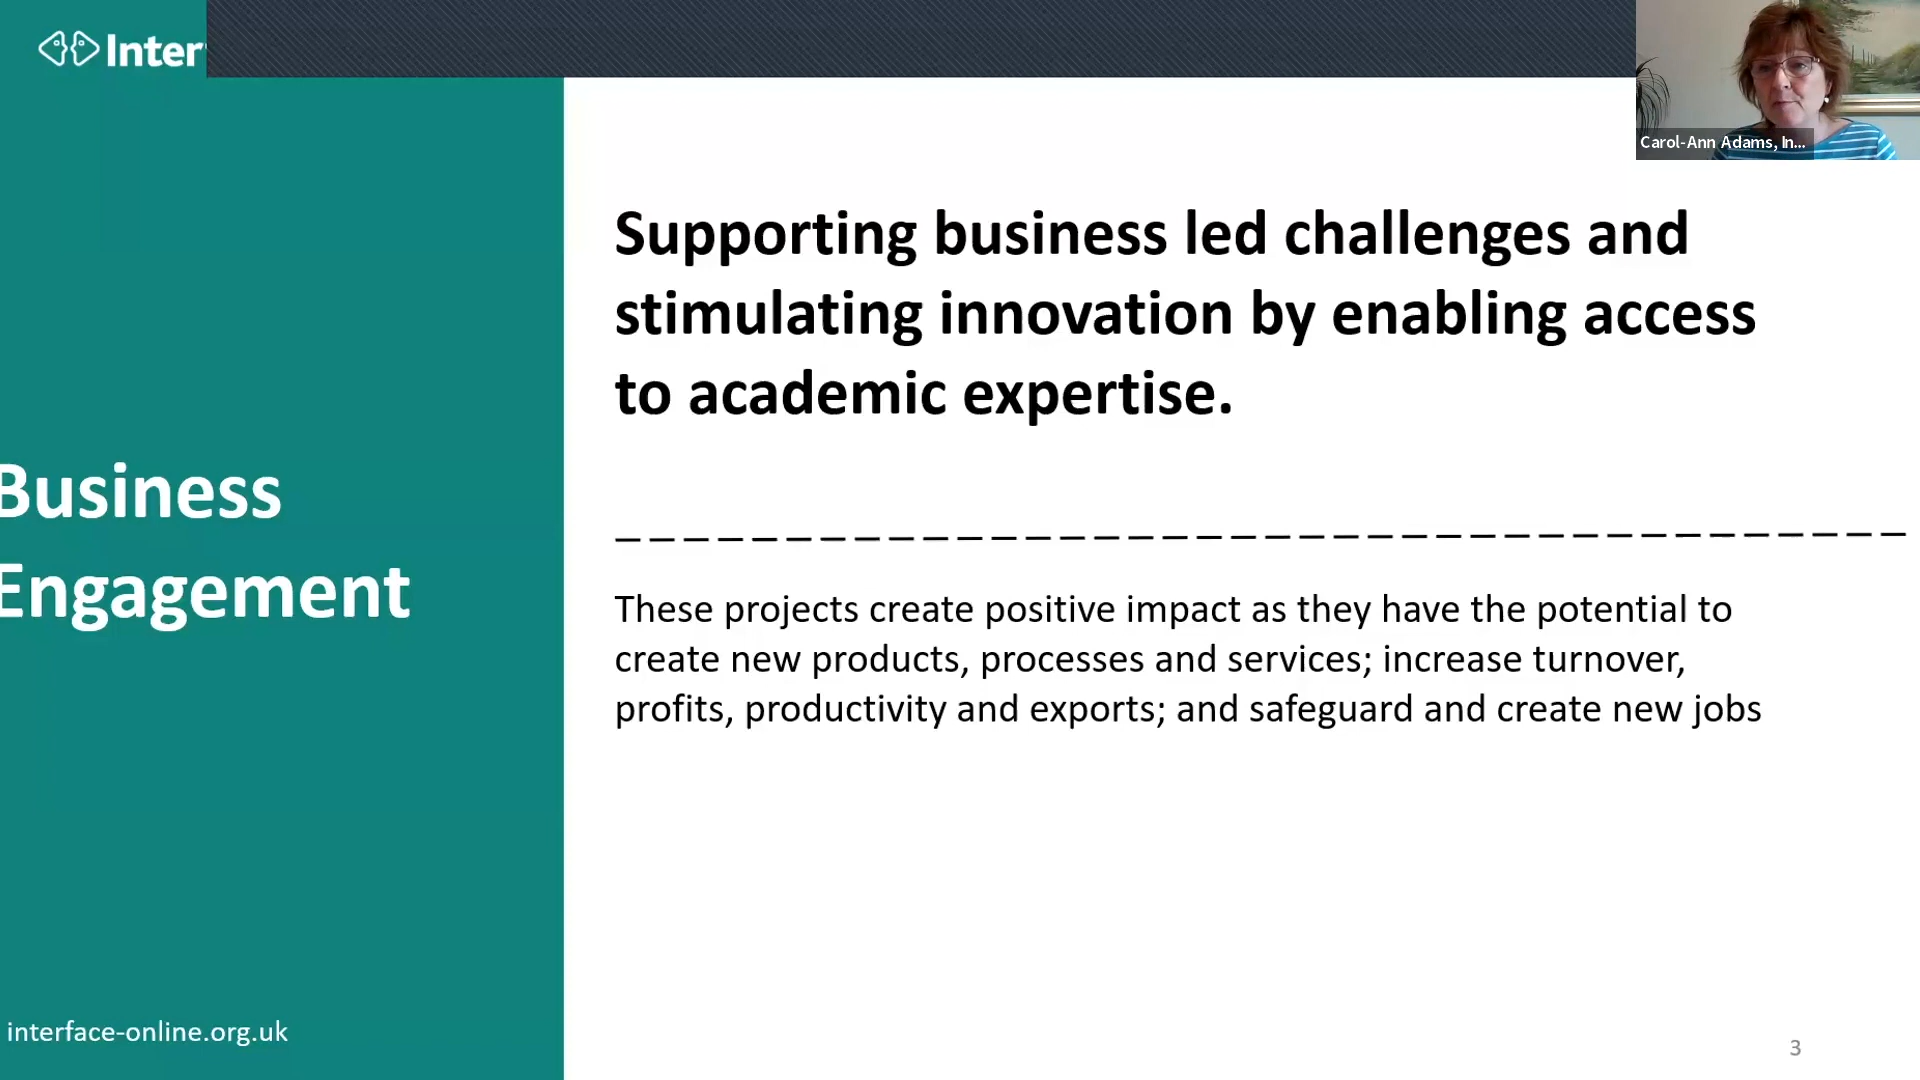 Inter
Carol-Ann Adams, In...
Supporting business led challenges and
stimulating innovation by enabling access
to academic expertise.
Business
Engagement
These projects create positive impact as they have the potential to
create new products, processes and services; increase turnover,
profits, productivity and exports; and safeguard and create new jobs
interface-online.org.uk
3